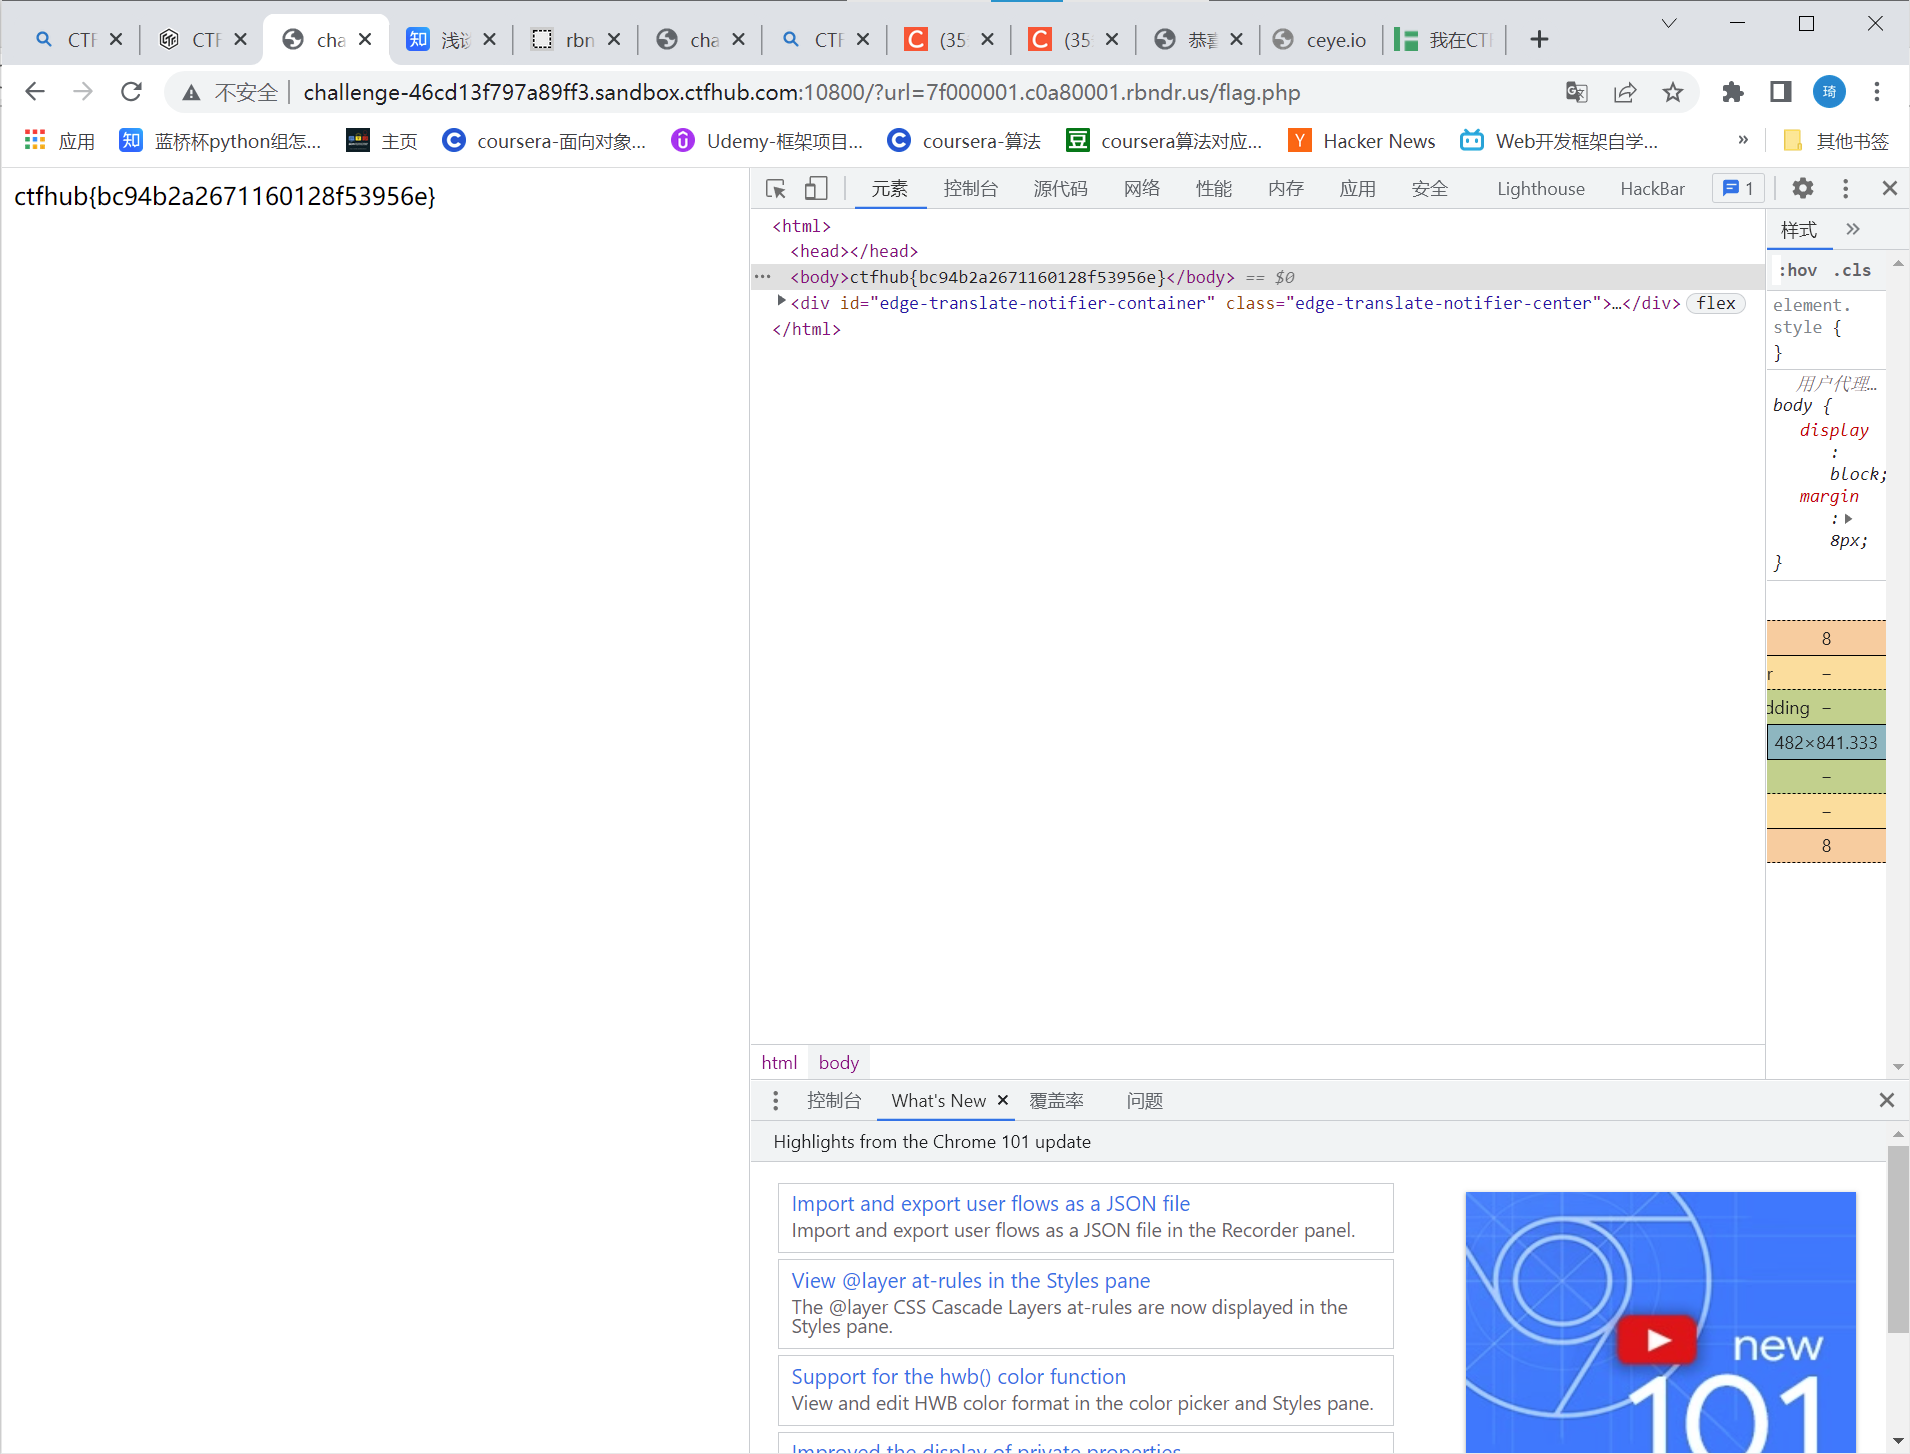 CTF
CTF
cha
知 浅谈
rbn
cha
CTF
C (35
C (35
恭喜
ceye.io
我在CTF
不安全 challenge-46cd13f797a89ff3.sandbox.ctfhub.com:10800/?url=7f000001.c0a80001.rbndr.us/flag.php
琦
应用
知 蓝桥杯python组怎...
主页
coursera-面向对象...
Udemy-框架项目...
coursera-算法
豆 coursera算法对应...
Y Hacker News
Web开发框架自学...
»
其他书签
ctfhub{bc94b2a2671160128f53956e}
元素 控制台 源代码 网络 性能 内存 应用 安全 Lighthouse HackBar 1
<html>
<head></head>
<body>ctfhub{bc94b2a2671160128f53956e}</body> == $0
<div id="edge-translate-notifier-container" class="edge-translate-notifier-center">…</div> flex
</html>
样式 »
:hov .cls
element.
style {
}
用户代理…
body {
display
:
block;
margin
:
8px;
}
8
r –
dding –
482×841.333
–
–
8
html body
控制台 What's New 覆盖率 问题
Highlights from the Chrome 101 update
Import and export user flows as a JSON file
Import and export user flows as a JSON file in the Recorder panel.
View @layer at-rules in the Styles pane
The @layer CSS Cascade Layers at-rules are now displayed in the
Styles pane.
Support for the hwb() color function
View and edit HWB color format in the color picker and Styles pane.
Improved the display of private properties
new
101